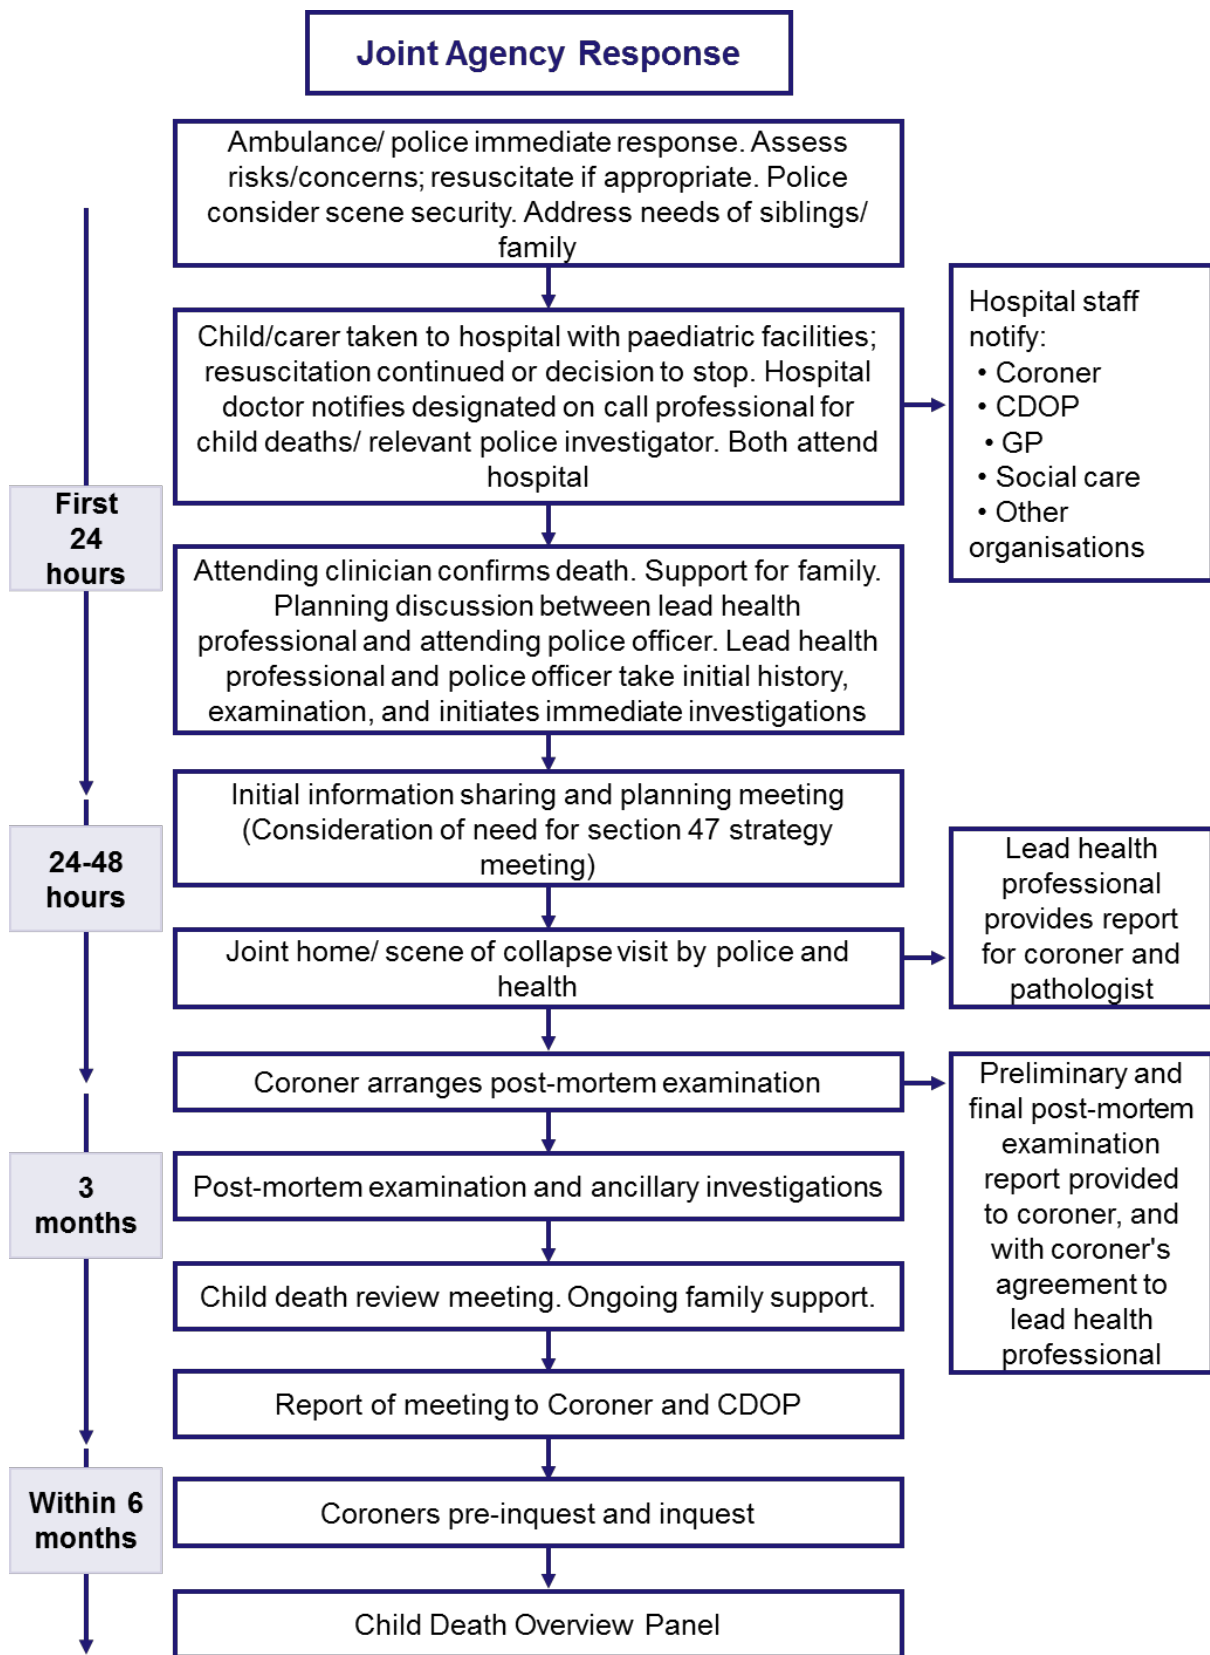 Joint Agency Response
Ambulance/ police immediate response. Assess
risks/concerns; resuscitate if appropriate. Police
consider scene security. Address needs of siblings/
family
Child/carer taken to hospital with paediatric facilities;
resuscitation continued or decision to stop. Hospital
doctor notifies designated on call professional for
child deaths/ relevant police investigator. Both attend
hospital
Hospital staff
notify:
• Coroner
• CDOP
• GP
• Social care
• Other
organisations
First
24
hours
Attending clinician confirms death. Support for family.
Planning discussion between lead health
professional and attending police officer. Lead health
professional and police officer take initial history,
examination, and initiates immediate investigations
24-48
hours
Initial information sharing and planning meeting
(Consideration of need for section 47 strategy
meeting)
Joint home/ scene of collapse visit by police and
health
Lead health
professional
provides report
for coroner and
pathologist
Coroner arranges post-mortem examination
Preliminary and
final post-mortem
examination
report provided
to coroner, and
with coroner's
agreement to
lead health
professional
3
months
Post-mortem examination and ancillary investigations
Child death review meeting. Ongoing family support.
Report of meeting to Coroner and CDOP
Within 6
months
Coroners pre-inquest and inquest
Child Death Overview Panel